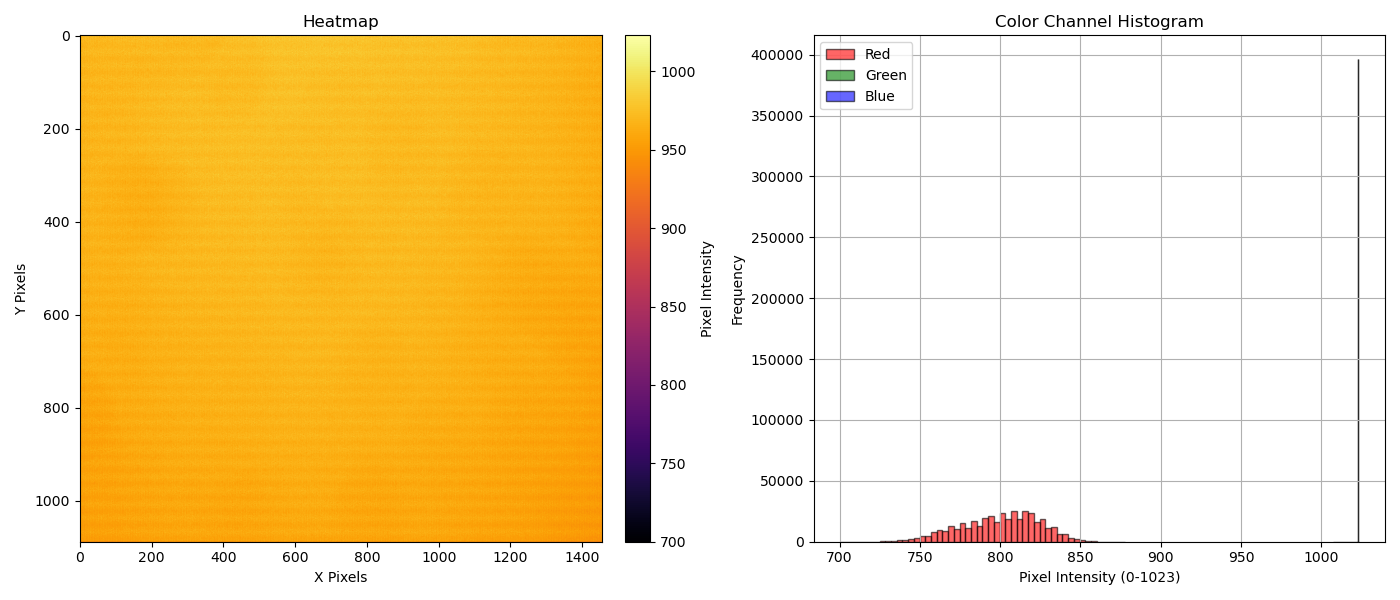 Heatmap
0
200
400
600
800
1000
Y Pixels
0 200 400 600 800 1000 1200 1400
X Pixels
1000
950
900
850
800
750
700
Pixel Intensity
Color Channel Histogram
Red
Green
Blue
400000
350000
300000
250000
200000
150000
100000
50000
0
Frequency
700 750 800 850 900 950 1000
Pixel Intensity (0-1023)